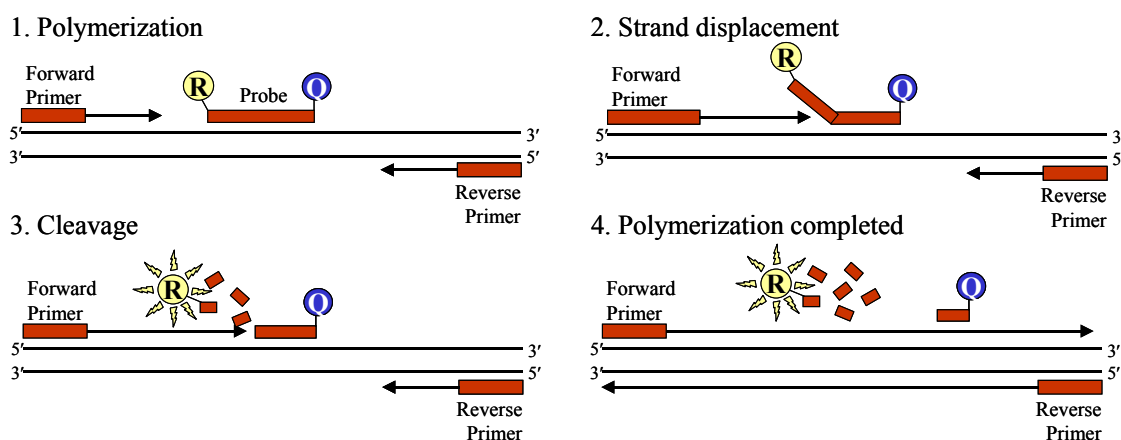 1. Polymerization
Forward
Primer
R
Probe
Q
5′
3′
3′
5′
Reverse
Primer
2. Strand displacement
R
Forward
Primer
Q
5′
3
3′
5
Reverse
Primer
3. Cleavage
Forward
Primer
R
Q
5′
3′
3′
5′
Reverse
Primer
4. Polymerization completed
Forward
Primer
R
Q
5′
3′
3′
5′
Reverse
Primer